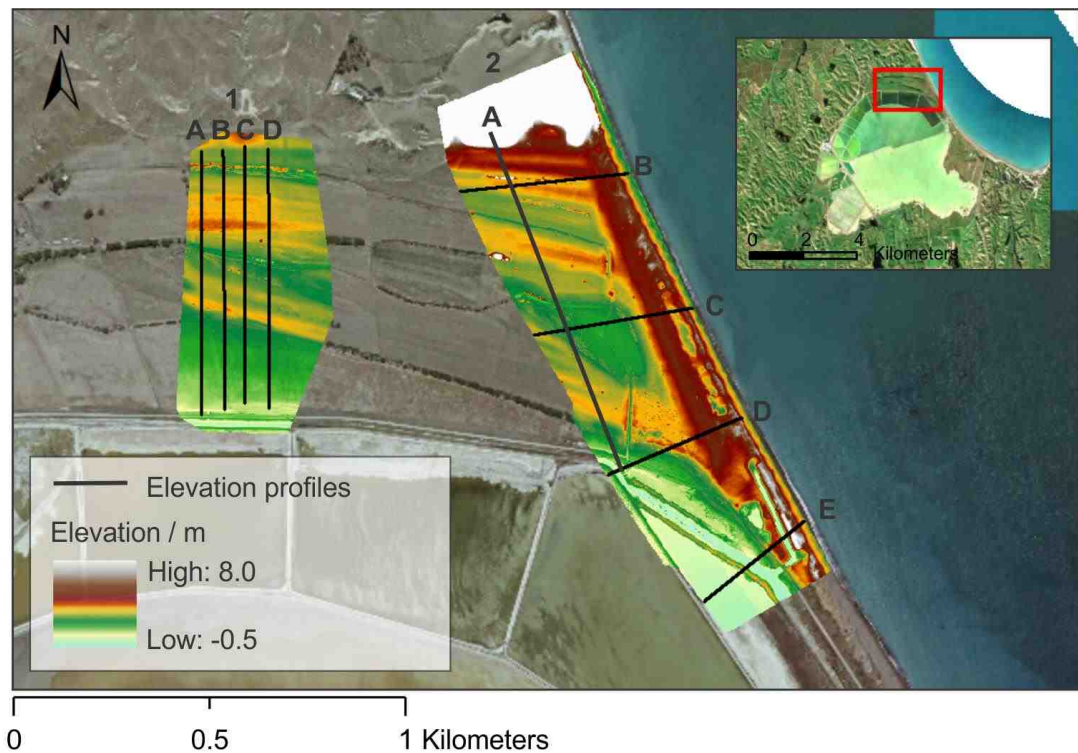 N
1
A B C D
2
A
B
C
D
E
0 2 4 Kilometers
Elevation profiles
Elevation / m
High: 8.0
Low: -0.5
0 0.5 1 Kilometers